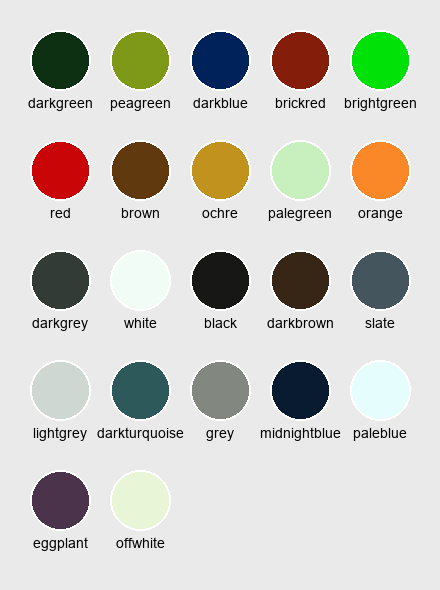 darkgreen peagreen darkblue brickred brightgreen
red brown ochre palegreen orange
darkgrey white black darkbrown slate
lightgrey darkturquoise grey midnightblue paleblue
eggplant offwhite